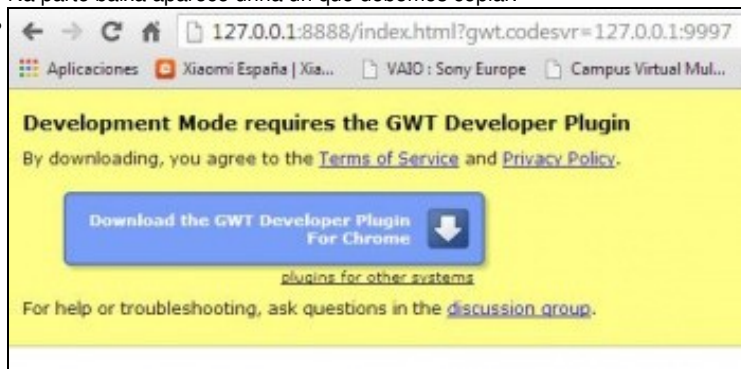 127.0.0.1:8888/index.html?gwt.codesvr=127.0.0.1:9997
Aplicaciones Xiaomi España | Xia... VAIO : Sony Europe Campus Virtual Mul...
Development Mode requires the GWT Developer Plugin
By downloading, you agree to the Terms of Service and Privacy Policy.
Download the GWT Developer Plugin
For Chrome
plugins for other systems
For help or troubleshooting, ask questions in the discussion group.